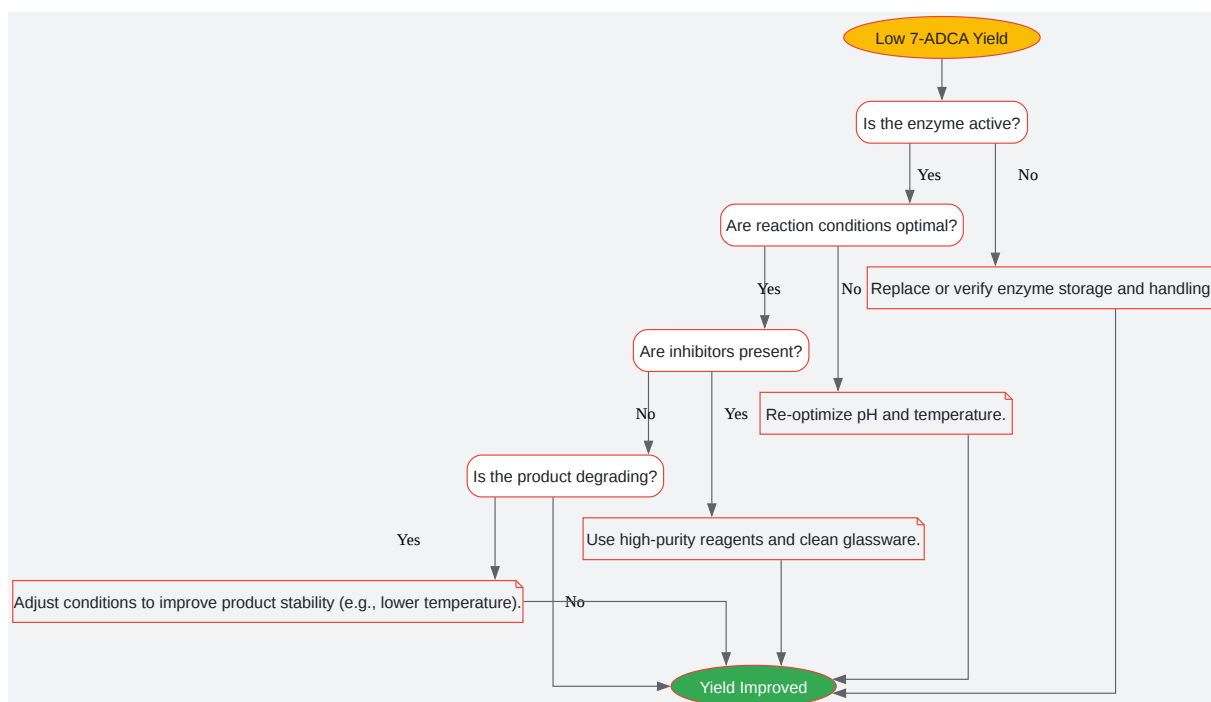 Low 7-ADCA Yield
Is the enzyme active?
Yes
No
Are reaction conditions optimal?
Yes
No
Replace or verify enzyme storage and handling
Are inhibitors present?
No
Yes
Re-optimize pH and temperature.
Is the product degrading?
Yes
Use high-purity reagents and clean glassware.
Adjust conditions to improve product stability (e.g., lower temperature).
No
Yield Improved